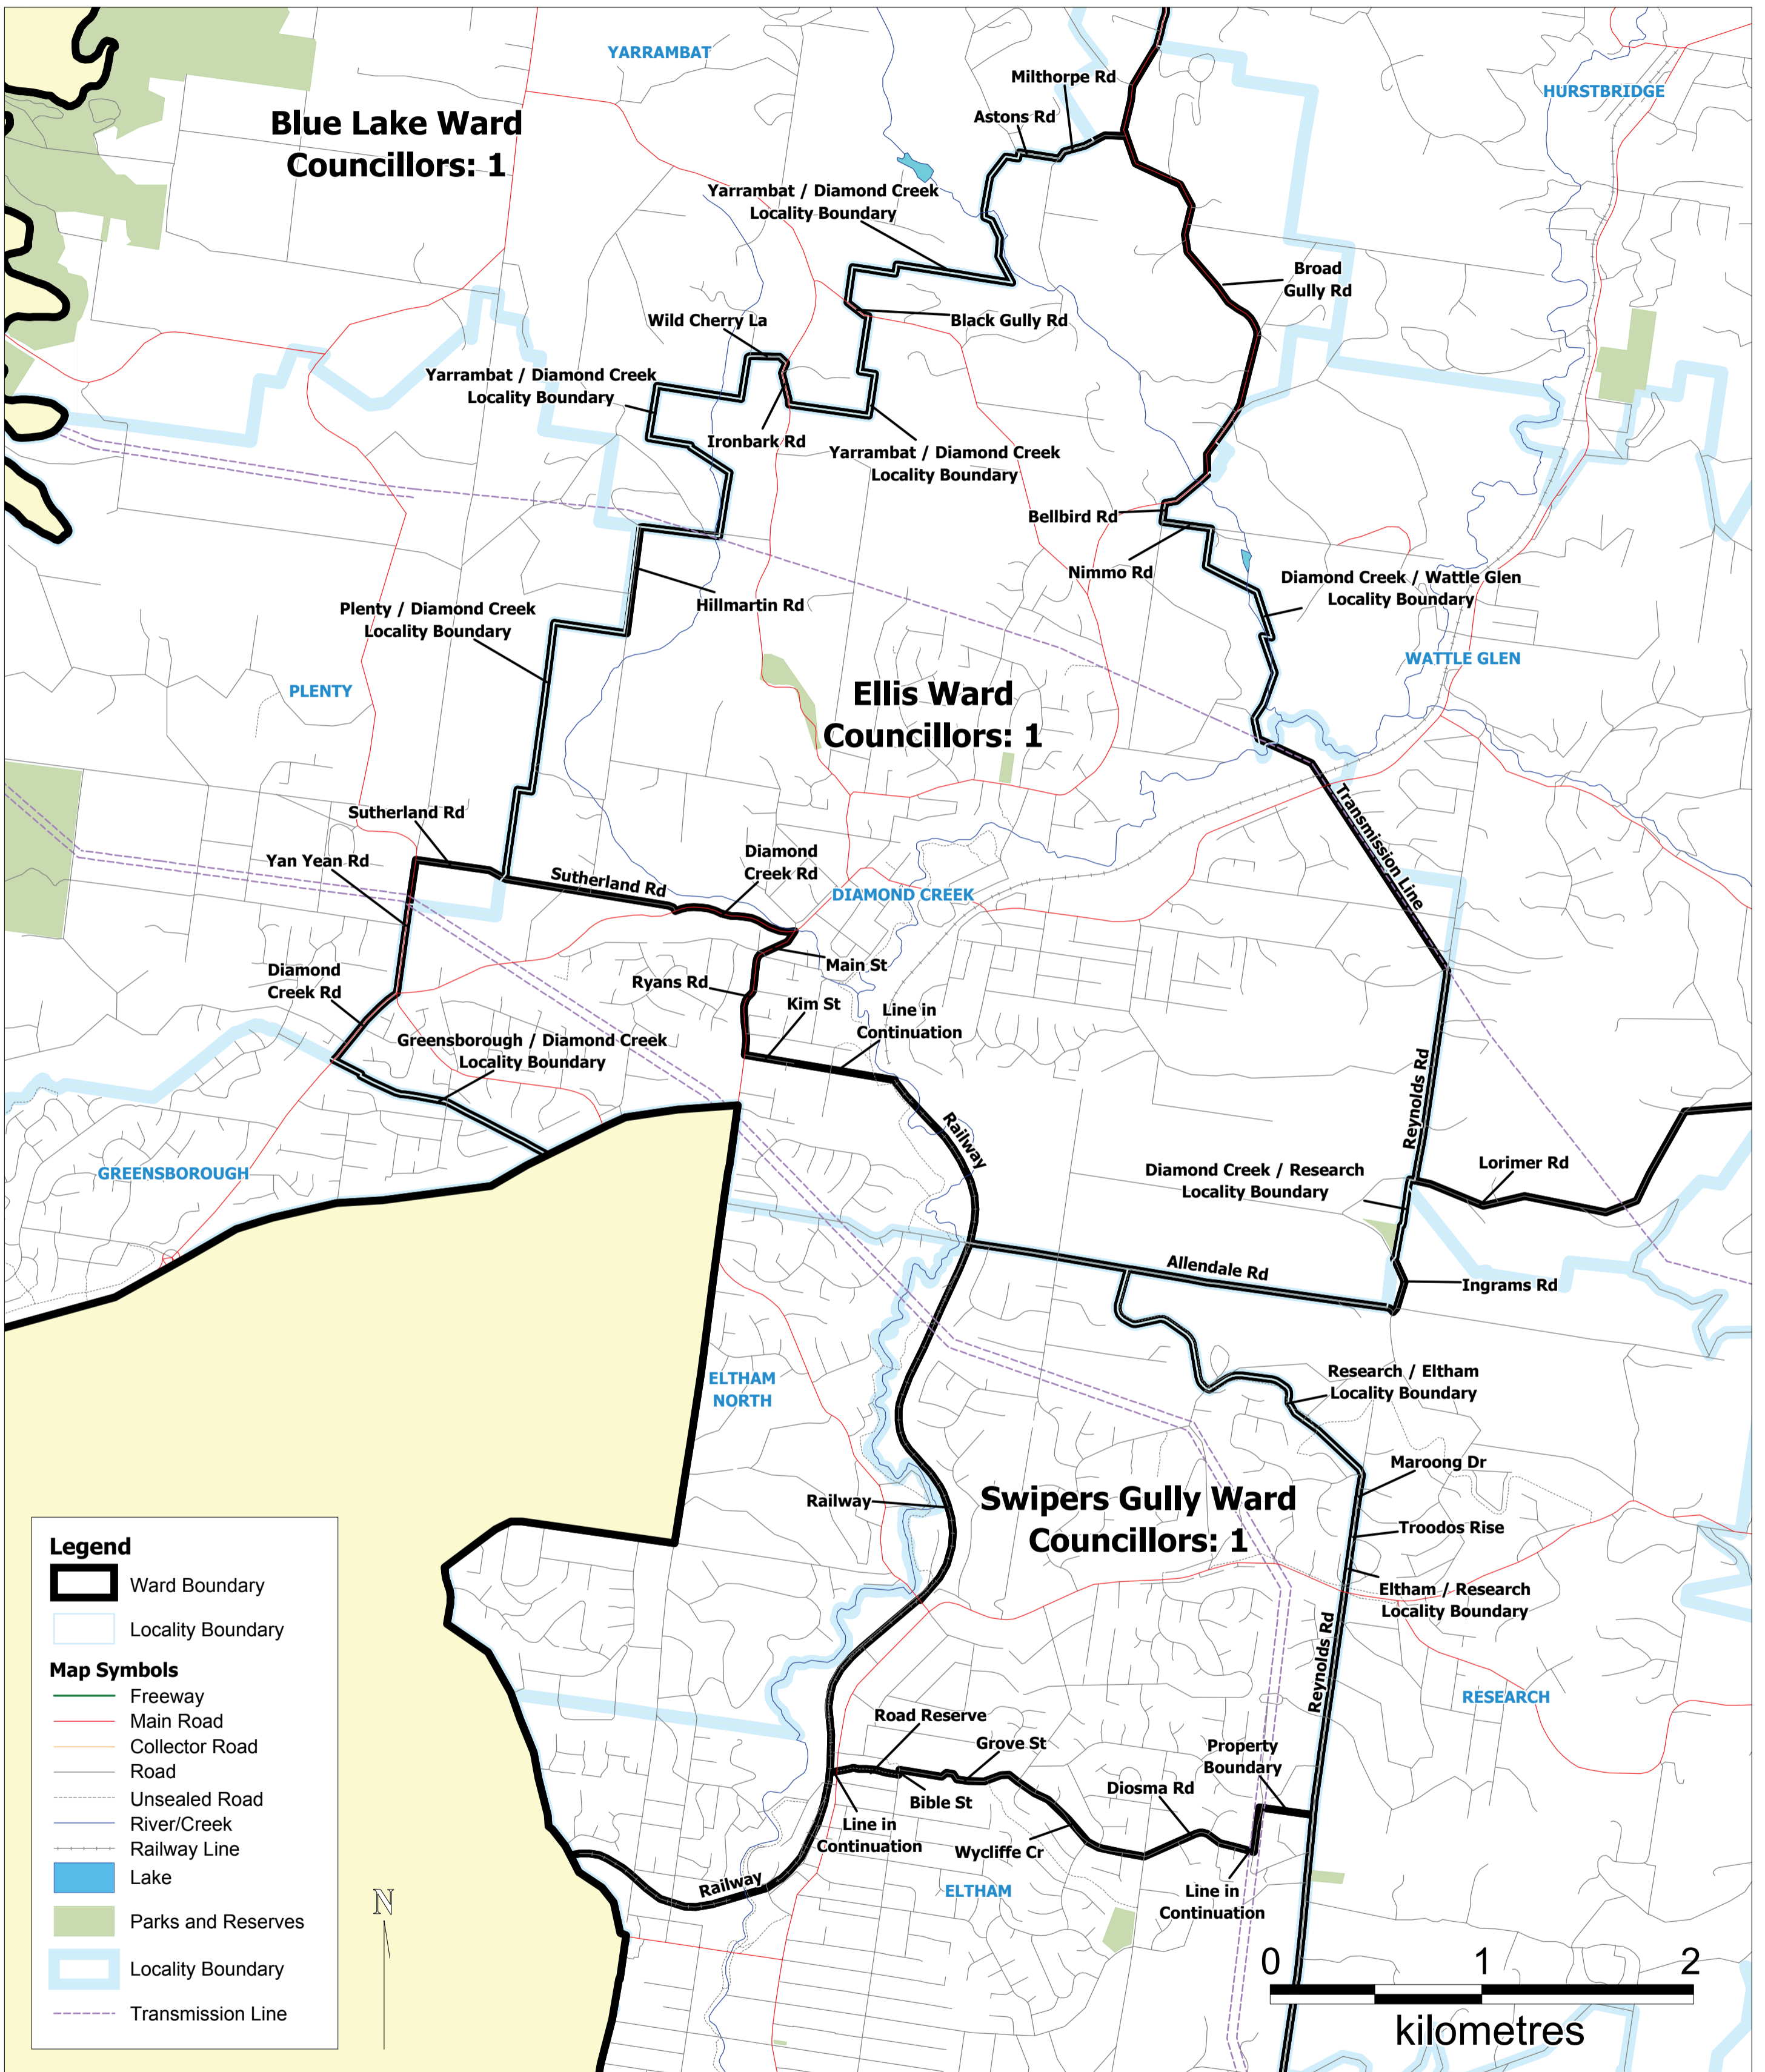 YARRAMBAT
Milthorpe Rd
HURSTBRIDGE
Astons Rd
Blue Lake Ward
Councillors: 1
Yarrambat / Diamond Creek
Locality Boundary
Broad
Gully Rd
Wild Cherry La
Black Gully Rd
Yarrambat / Diamond Creek
Locality Boundary
Ironbark Rd
Yarrambat / Diamond Creek
Locality Boundary
Bellbird Rd
Nimmo Rd
Diamond Creek / Wattle Glen
Locality Boundary
Hillmartin Rd
Plenty / Diamond Creek
Locality Boundary
WATTLE GLEN
PLENTY
Ellis Ward
Councillors: 1
Transmission Line
Sutherland Rd
Yan Yean Rd
Diamond
Creek Rd
Sutherland Rd
DIAMOND CREEK
Main St
Diamond
Creek Rd
Ryans Rd
Kim St
Line in
Continuation
Greensborough / Diamond Creek
Locality Boundary
Reynolds Rd
Railway
GREENSBOROUGH
Diamond Creek / Research
Locality Boundary
Lorimer Rd
Allendale Rd
Ingrams Rd
ELTHAM
NORTH
Research / Eltham
Locality Boundary
Maroong Dr
Railway
Swipers Gully Ward
Councillors: 1
Troodos Rise
Eltham / Research
Locality Boundary
Reynolds Rd
RESEARCH
Road Reserve
Grove St
Property
Boundary
Diosma Rd
Bible St
Line in
Continuation
Wycliffe Cr
Railway
ELTHAM
Line in
Continuation
Legend
Ward Boundary
Locality Boundary
Map Symbols
Freeway
Main Road
Collector Road
Road
Unsealed Road
River/Creek
Railway Line
Lake
Parks and Reserves
Locality Boundary
Transmission Line
N
0 1 2
kilometres